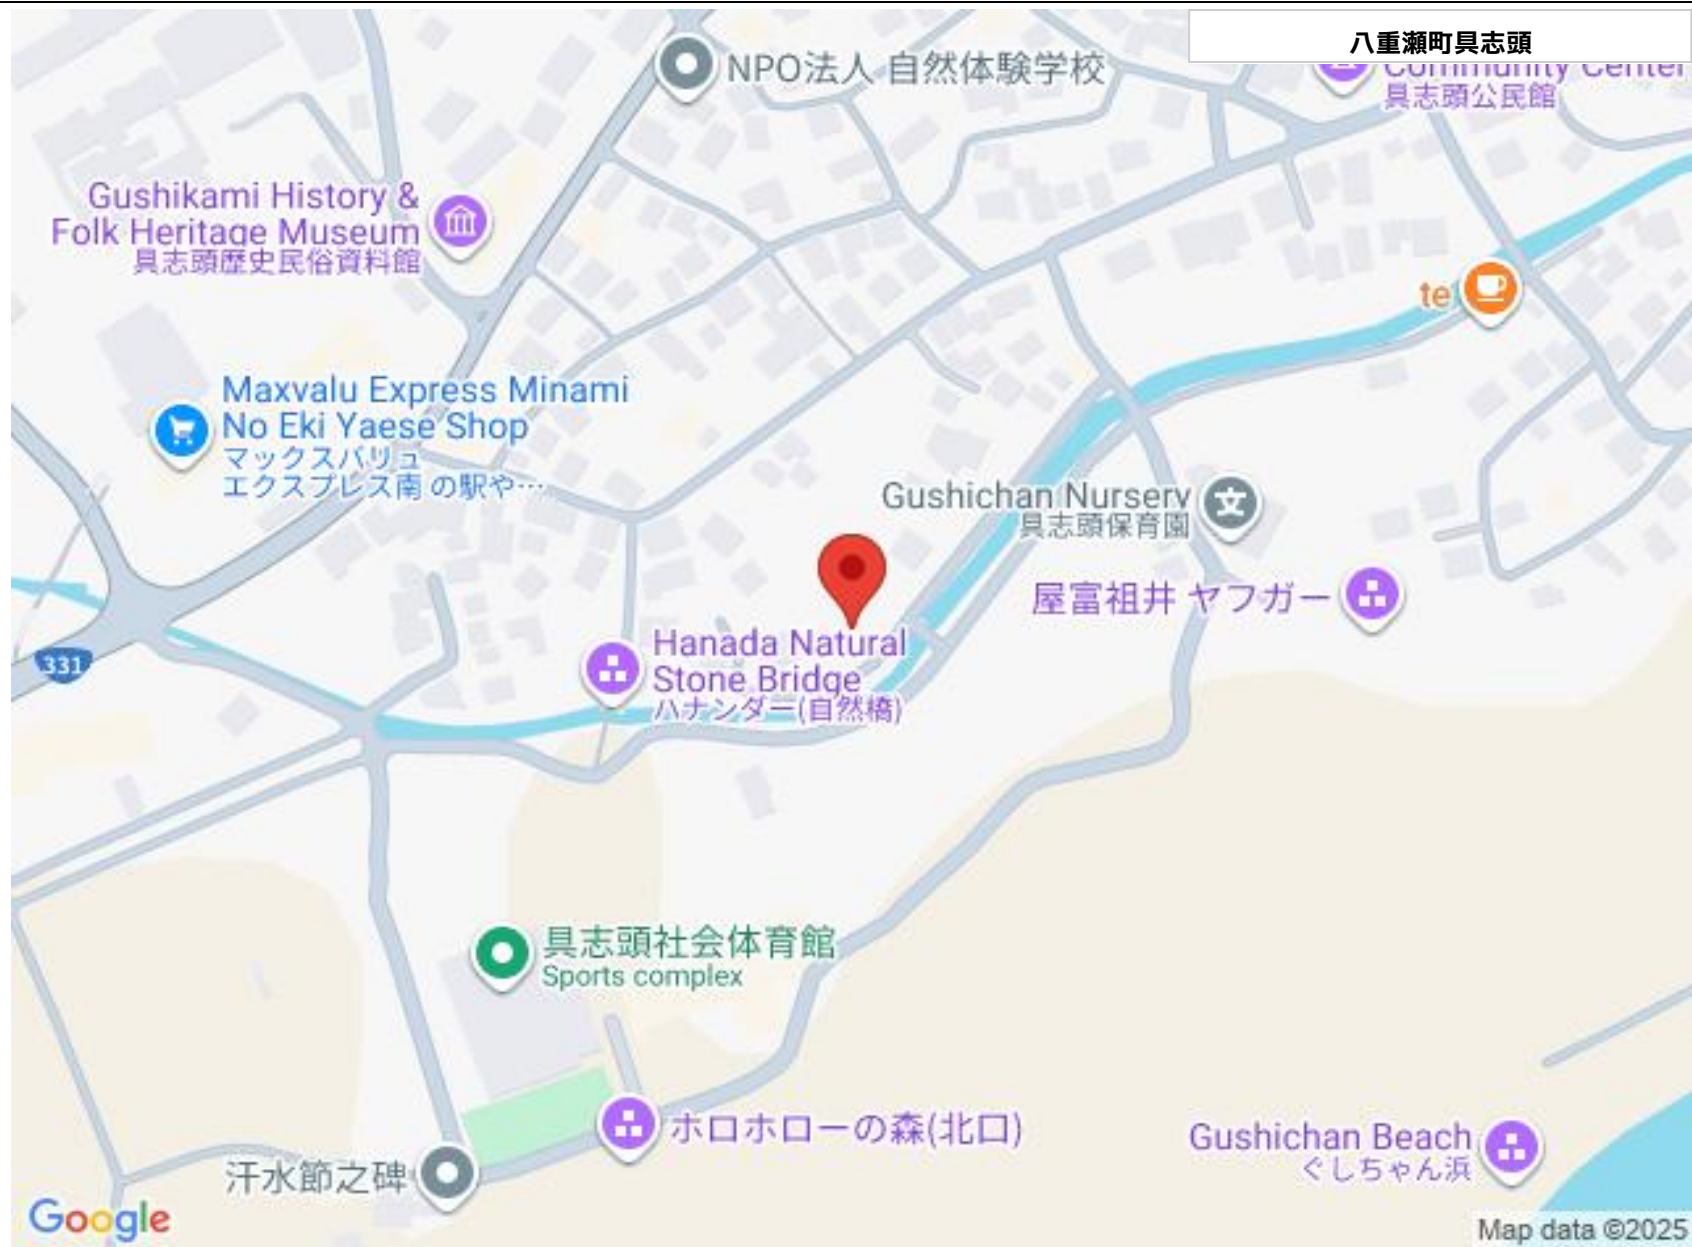 八重瀬町具志頭
NPO法人 自然体験学校
Community Center
具志頭公民館
Gushikami History &
Folk Heritage Museum
具志頭歴史民俗資料館
te
Maxvalu Express Minami
No Eki Yaese Shop
マックスバリュ
エクスプレス南の駅や…
Gushichan Nursery
具志頭保育園
屋富祖井 ヤフガー
331
Hanada Natural
Stone Bridge
ハナンダー(自然橋)
具志頭社会体育館
Sports complex
ホロホローの森(北口)
Gushichan Beach
ぐしちゃん浜
汗水節之碑
Google
Map data ©2025